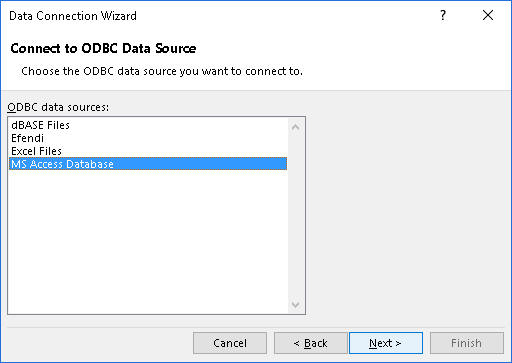 Data Connection Wizard ?
Connect to ODBC Data Source
Choose the ODBC data source you want to connect to.
ODBC data sources:
dBASE Files
Efendi
Excel Files
MS Access Database
Cancel < Back Next > Finish